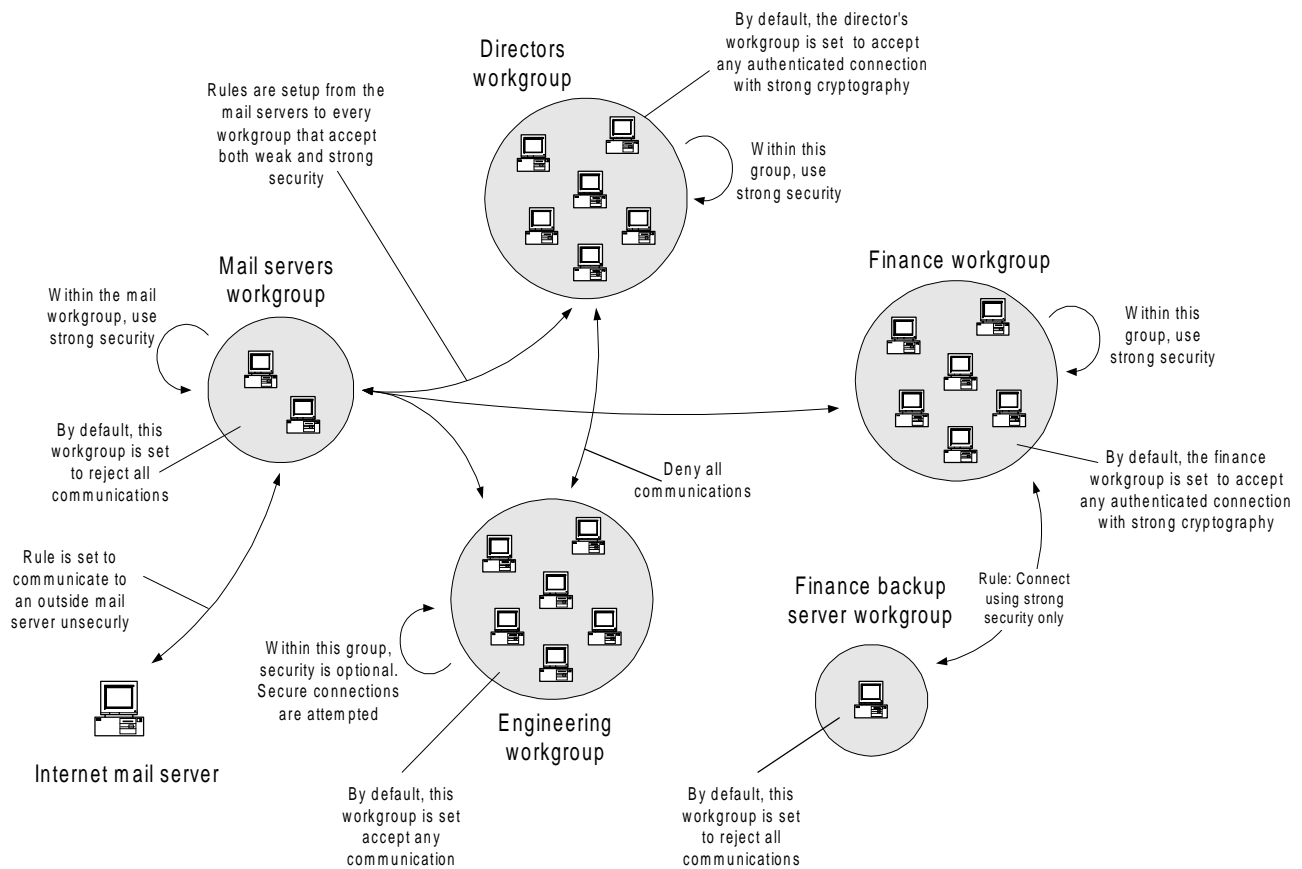 By default, the director's
workgroup is set to accept
any authenticated connection
with strong cryptography
Directors
workgroup
Rules are setup from the
mail servers to every
workgroup that accept
both weak and strong
security
Within this
group, use
strong security
Mail servers
workgroup
Finance workgroup
Within the mail
workgroup, use
strong security
Within this
group, use
strong security
By default, this
workgroup is set
to reject all
communications
Deny all
communications
By default, the finance
workgroup is set to accept
any authenticated connection
with strong cryptography
Rule is set to
communicate to
an outside mail
server unsecurly
Finance backup
server workgroup
Rule: Connect
using strong
security only
Within this group,
security is optional.
Secure connections
are attempted
Engineering
workgroup
Internet mail server
By default, this
workgroup is set
accept any
communication
By default, this
workgroup is set
to reject all
communications